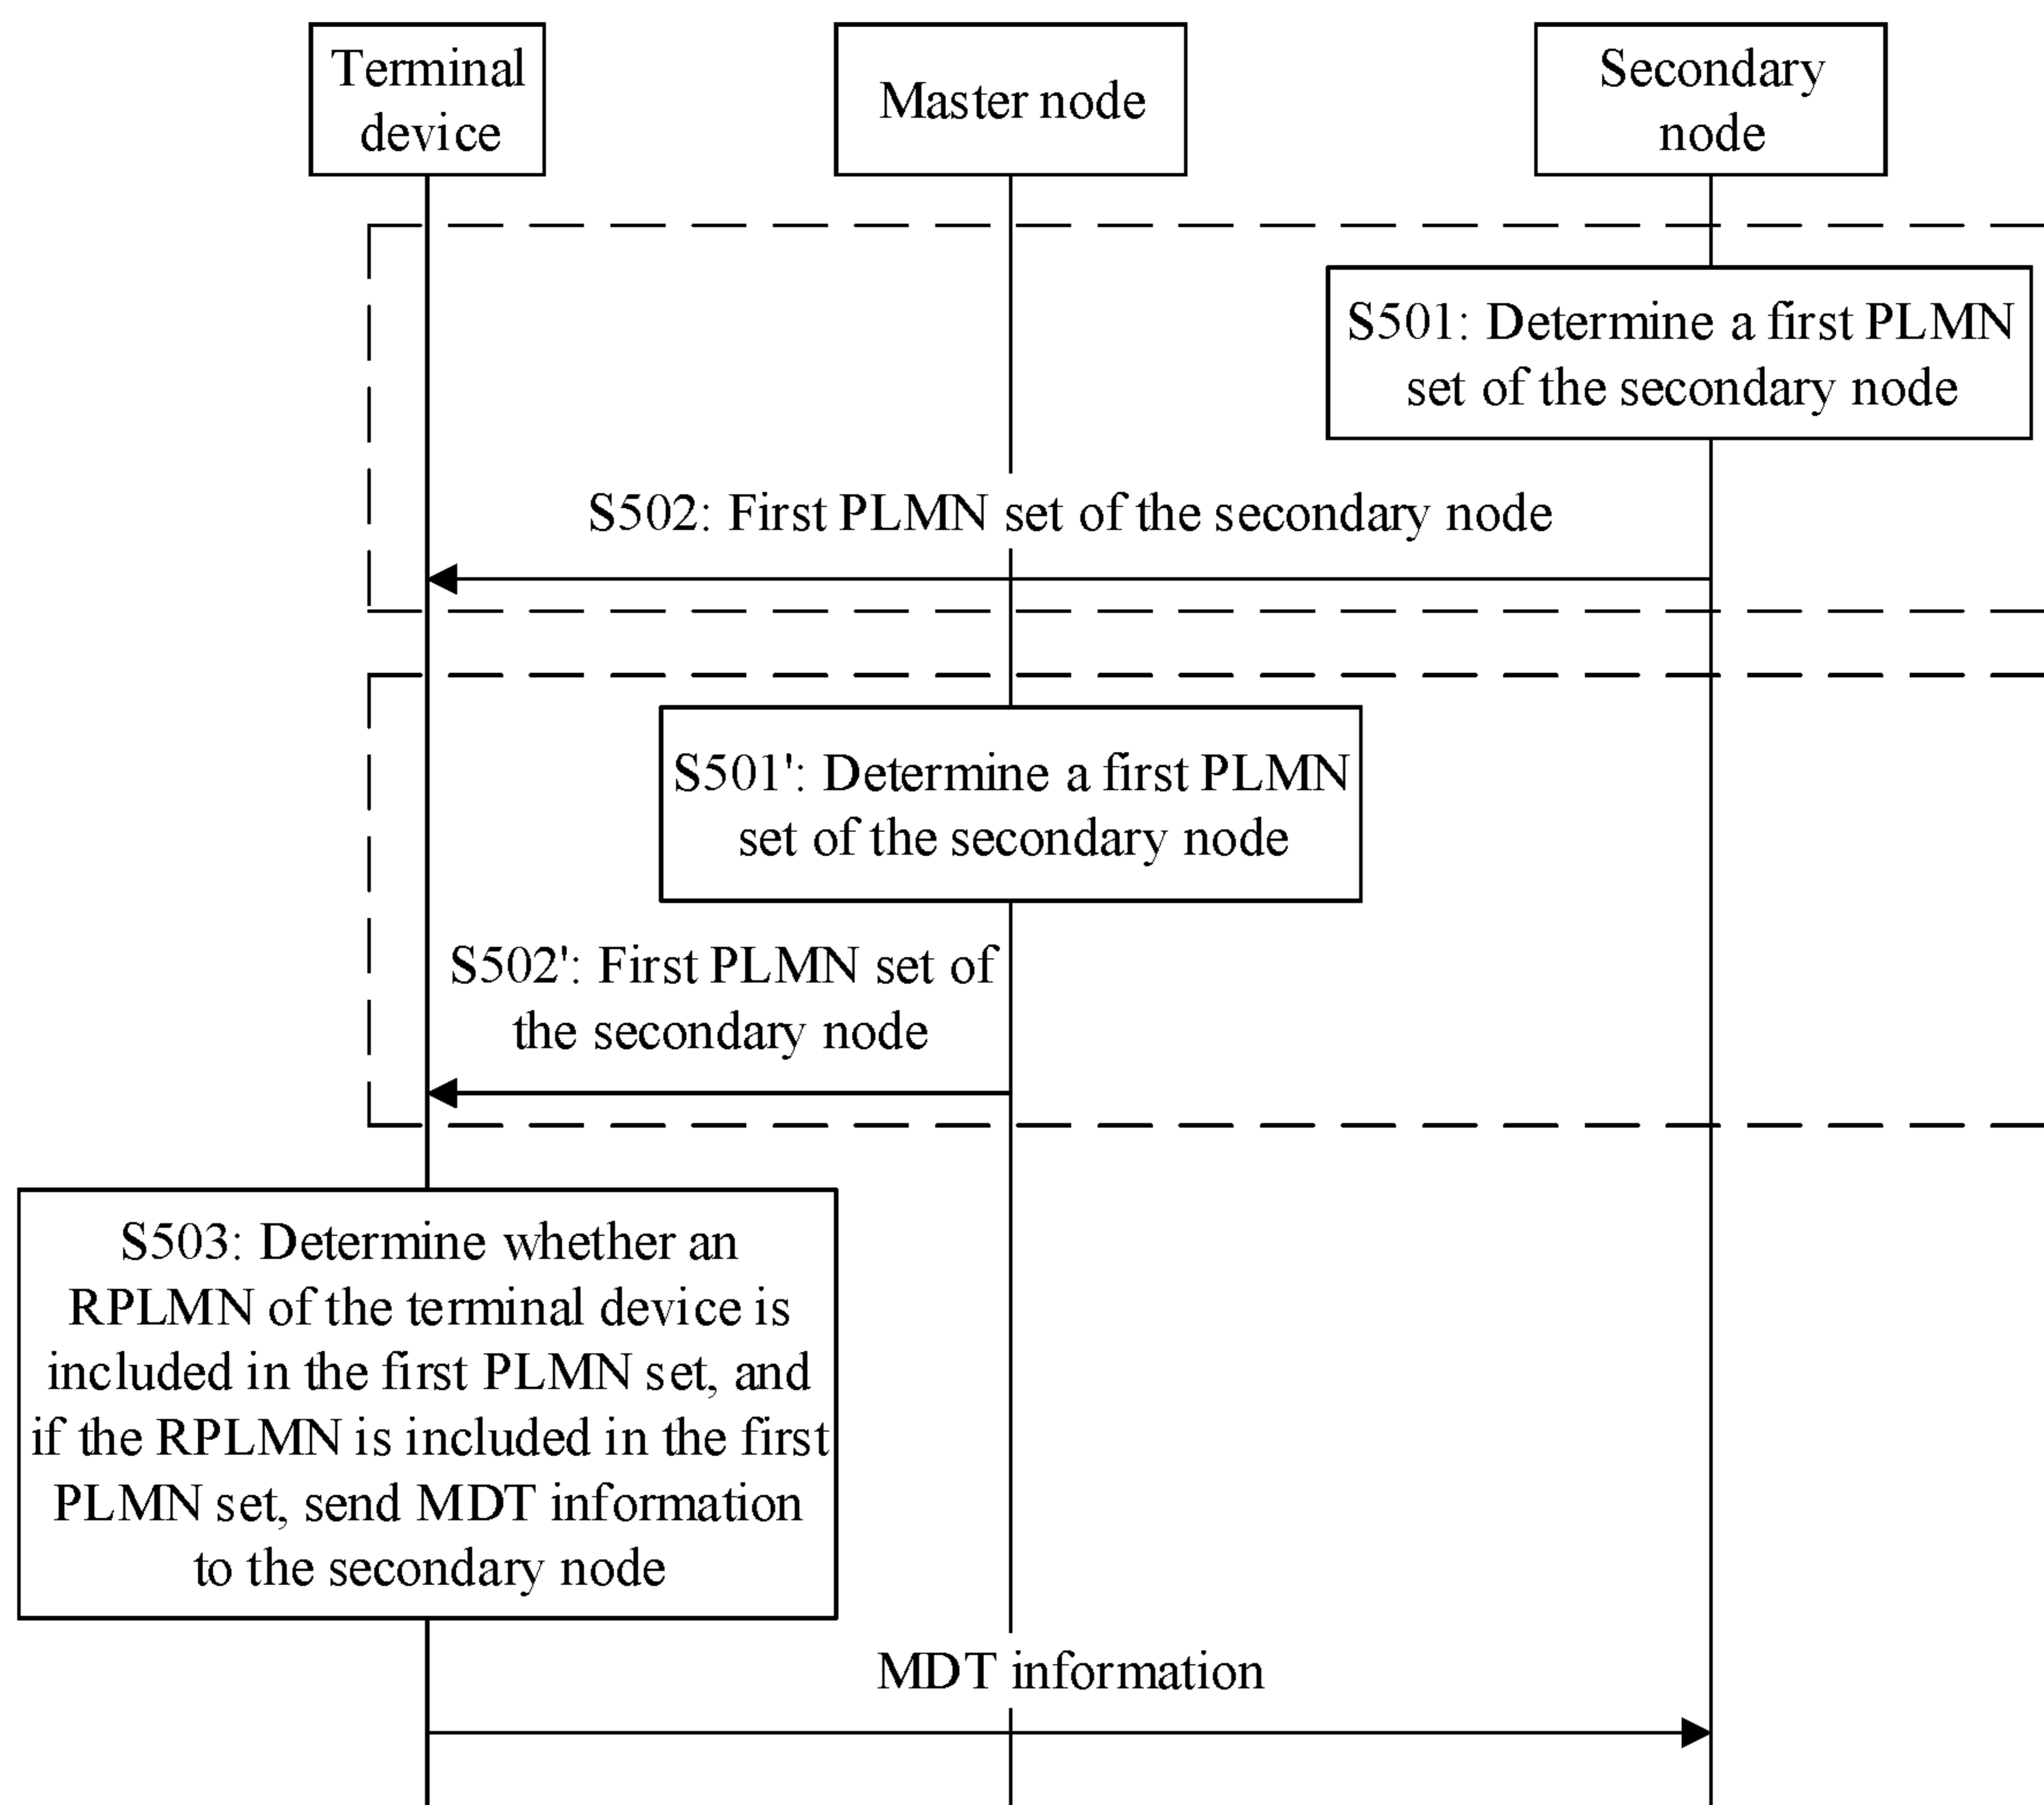 Terminal
device
Master node
Secondary
node
S501: Determine a first PLMN
set of the secondary node
S502: First PLMN set of the secondary node
S501': Determine a first PLMN
set of the secondary node
S502': First PLMN set of
the secondary node
S503: Determine whether an
RPLMN of the terminal device is
included in the first PLMN set, and
if the RPLMN is included in the first
PLMN set, send MDT information
to the secondary node
MDT information